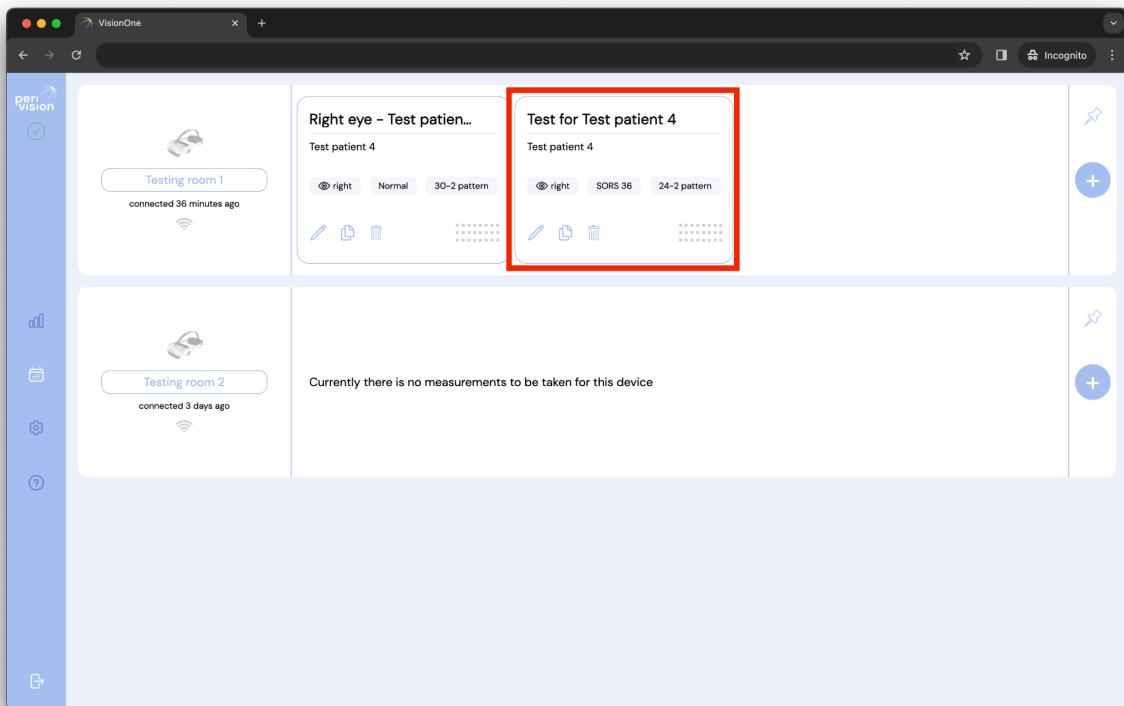 VisionOne
Incognito
peri
vision
Testing room 1
connected 36 minutes ago
Right eye - Test patien...
Test patient 4
right
Normal
30-2 pattern
Test for Test patient 4
Test patient 4
right
SORS 36
24-2 pattern
Testing room 2
connected 3 days ago
Currently there is no measurements to be taken for this device